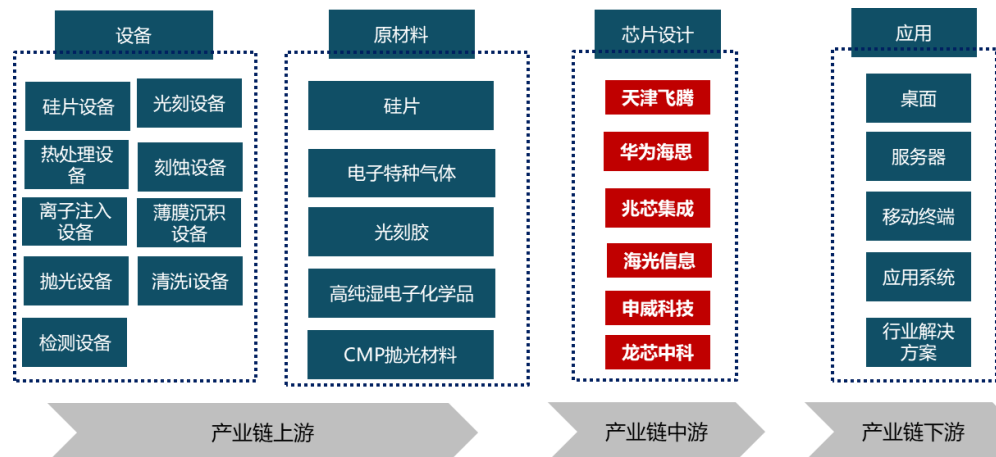 设备
硅片设备
光刻设备
热处理设
备
刻蚀设备
离子注入
设备
薄膜沉积
设备
抛光设备
清洗i设备
检测设备
原材料
硅片
电子特种气体
光刻胶
高纯湿电子化学品
CMP抛光材料
芯片设计
天津飞腾
华为海思
兆芯集成
海光信息
申威科技
龙芯中科
应用
桌面
服务器
移动终端
应用系统
行业解决
方案
产业链上游
产业链中游
产业链下游